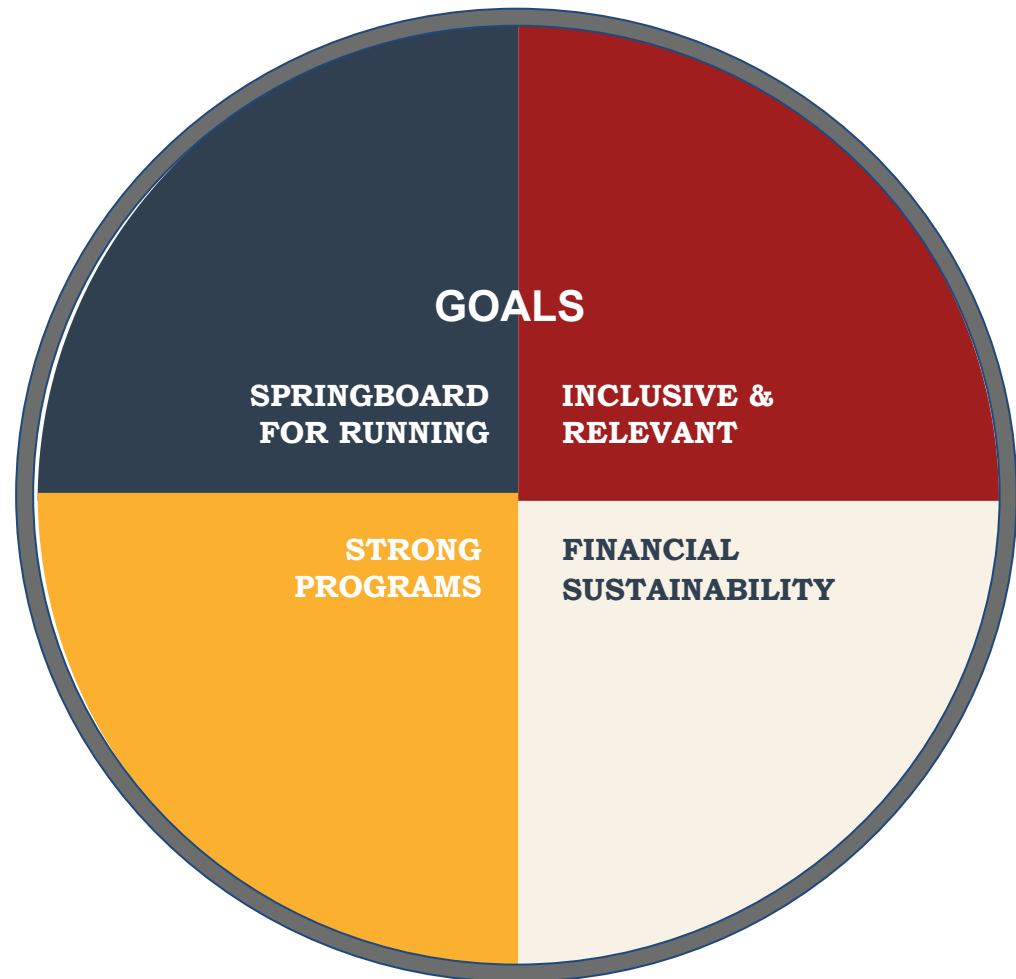 GOALS
SPRINGBOARD
FOR RUNNING
INCLUSIVE &
RELEVANT
STRONG
PROGRAMS
FINANCIAL
SUSTAINABILITY